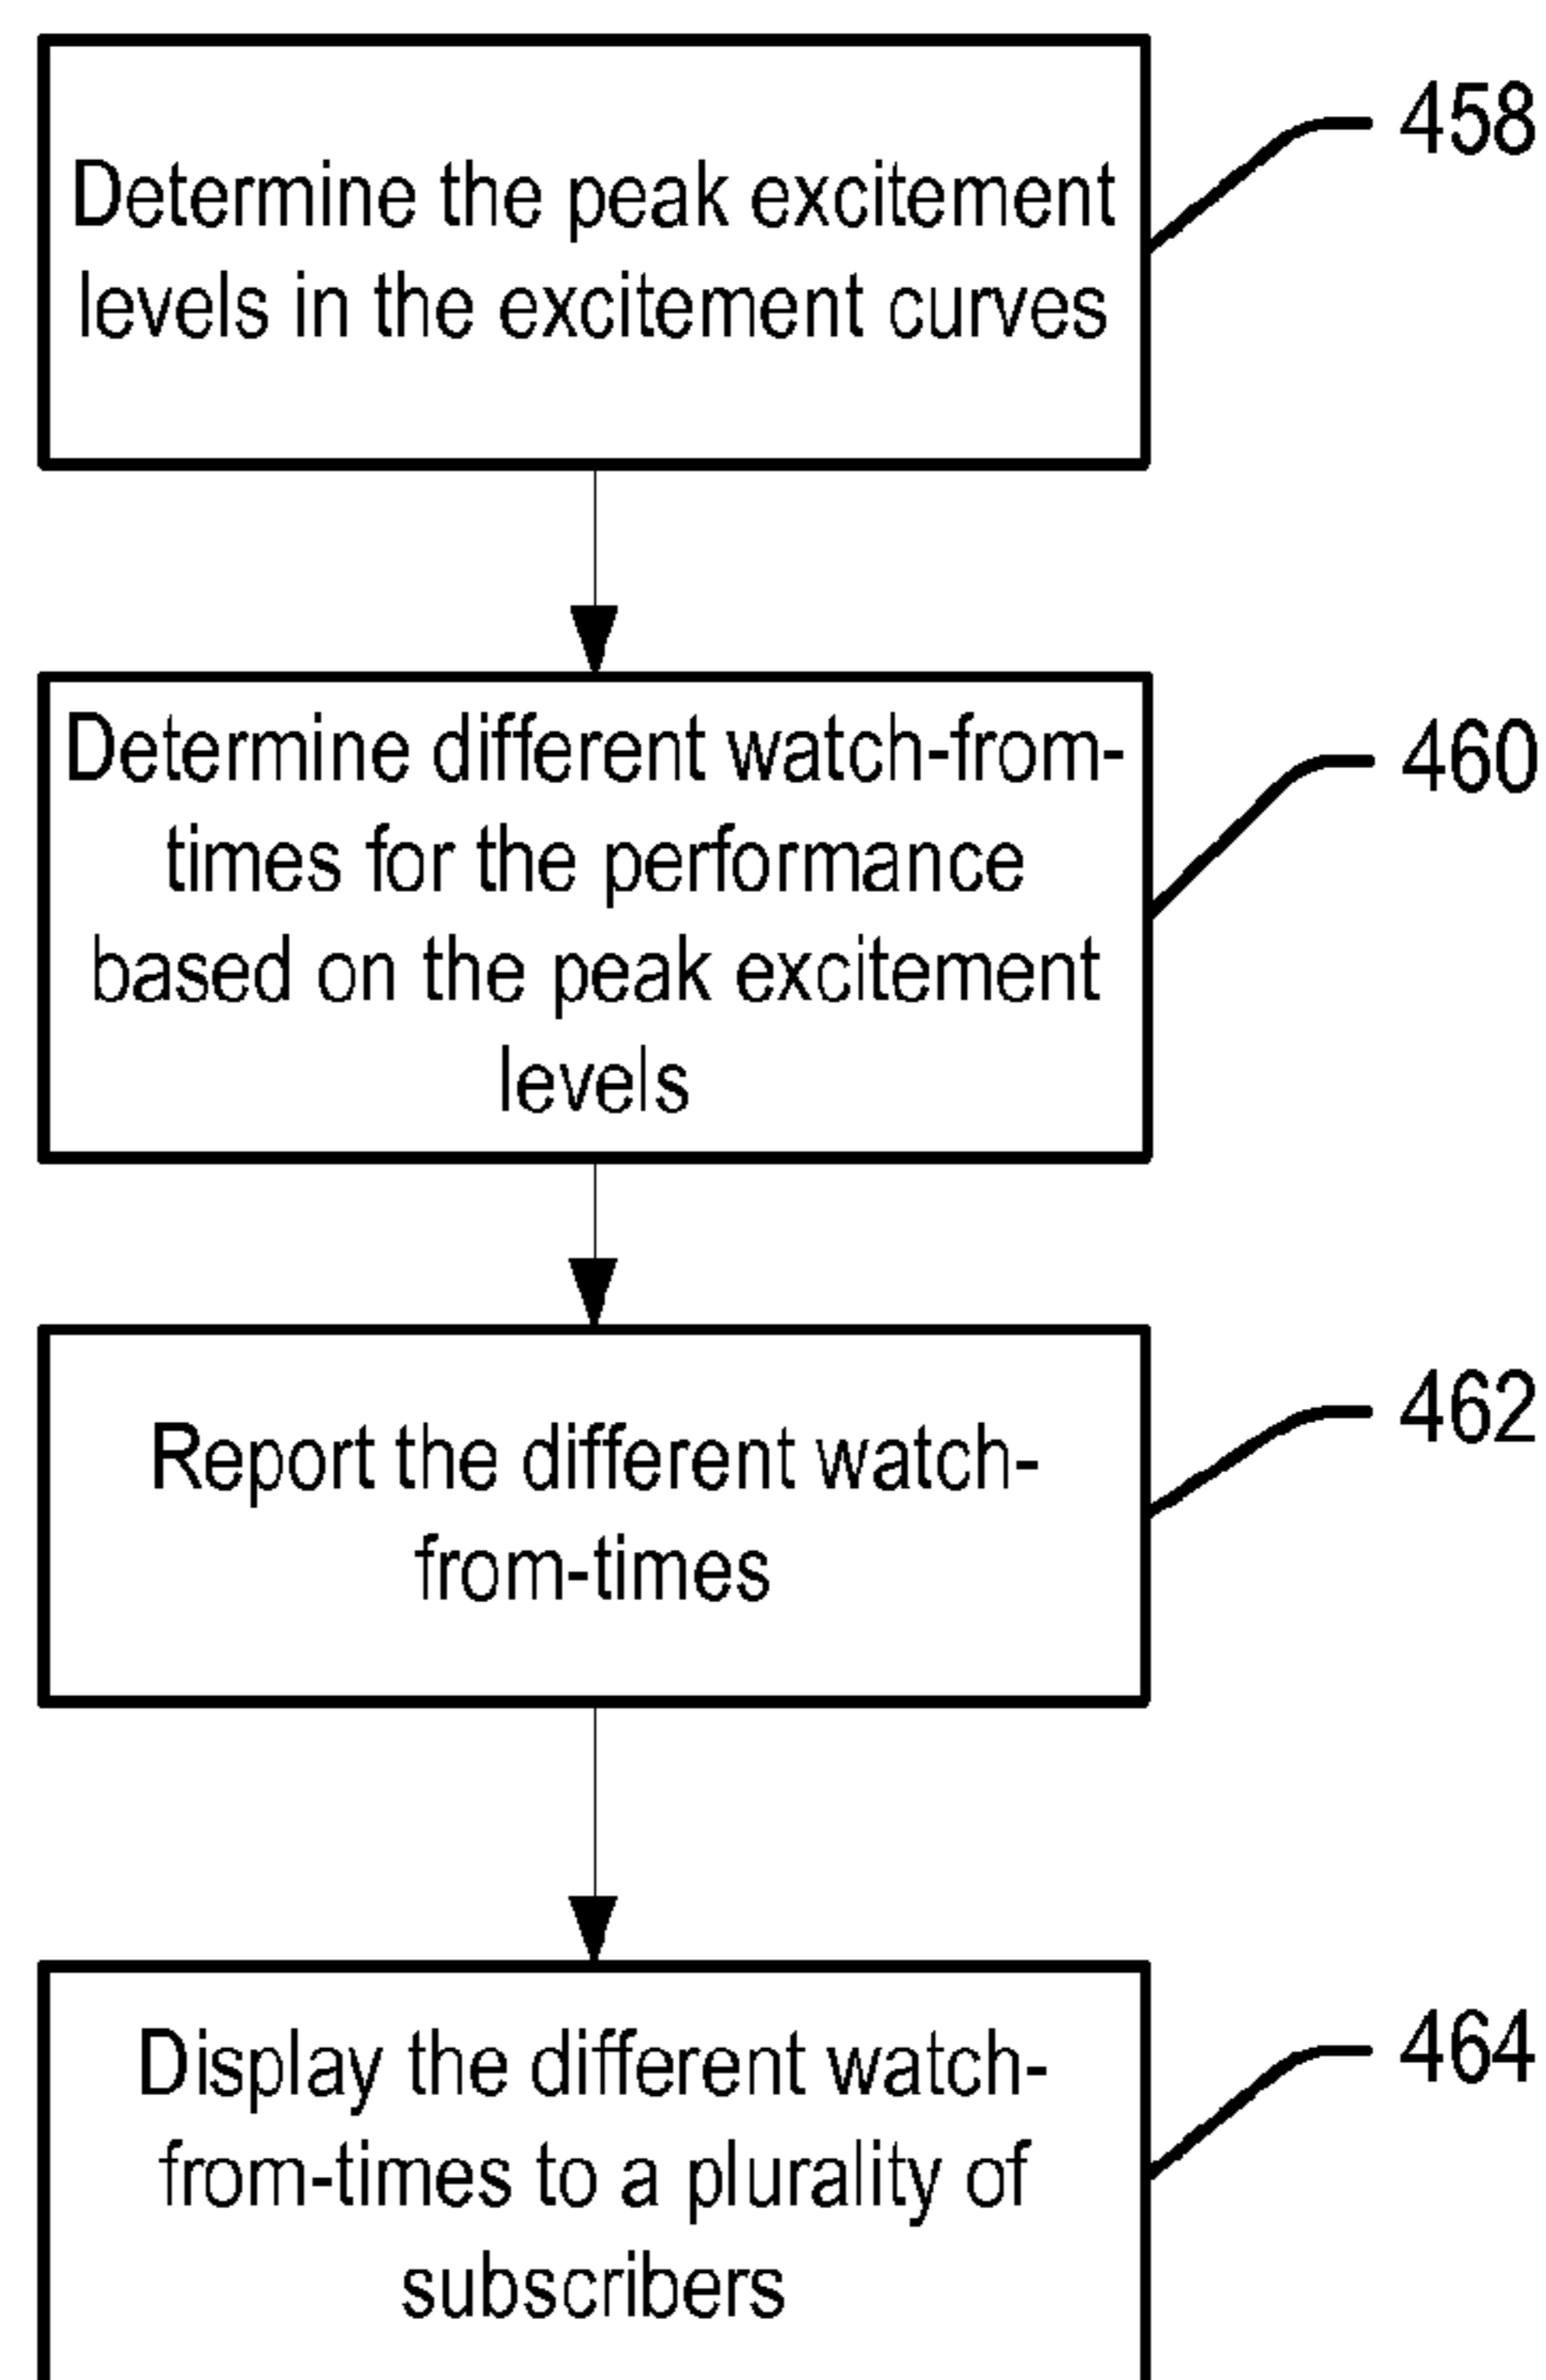 458
Determine the peak excitement
levels in the excitement curves
460
Determine different watch-from-
times for the performance
based on the peak excitement
levels
462
Report the different watch-
from-times
464
Display the different watch-
from-times to a plurality of
subscribers